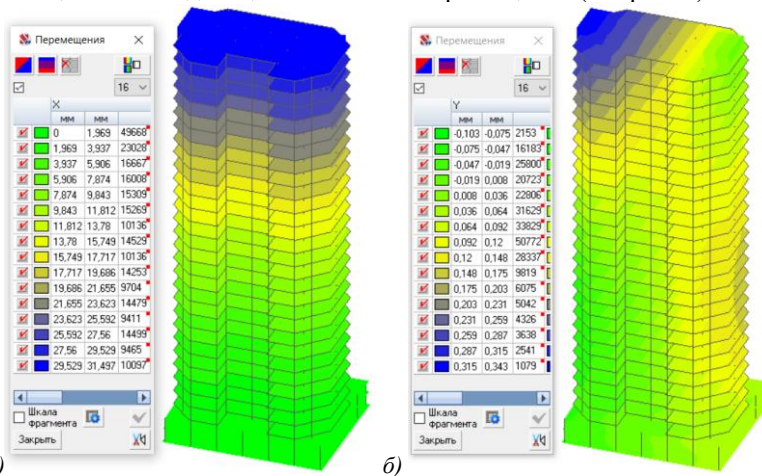 Перемещения
16
X
мм мм
0 1,969 49668
1,969 3,937 23028
3,937 5,906 16667
5,906 7,874 16008
7,874 9,843 15309
9,843 11,812 15269
11,812 13,78 10136
13,78 15,749 14529
15,749 17,717 10136
17,717 19,686 14253
19,686 21,655 9704
21,655 23,623 14479
23,623 25,592 9411
25,592 27,56 14499
27,56 29,529 9465
29,529 31,497 10097
Шкала
фрагмента
Закрыть
)
Перемещения
16
Y
мм мм
-0,103 -0,075 2153
-0,075 -0,047 16183
-0,047 -0,019 25800
-0,019 0,008 20723
0,008 0,036 22806
0,036 0,064 31629
0,064 0,092 33829
0,092 0,12 50772
0,12 0,148 28337
0,148 0,175 9819
0,175 0,203 6075
0,203 0,231 5042
0,231 0,259 4326
0,259 0,287 3638
0,287 0,315 2541
0,315 0,343 1079
Шкала
фрагмента
Закрыть
б)